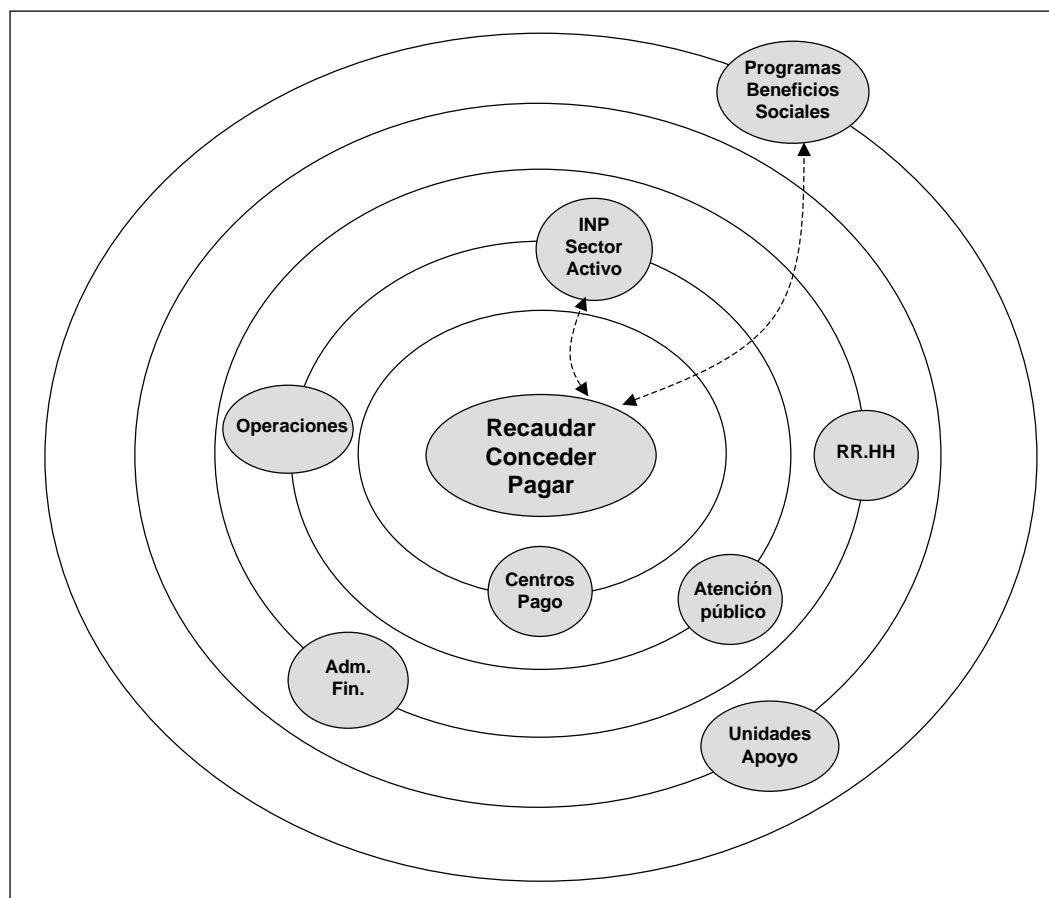 Programas
Beneficios
Sociales
INP
Sector
Activo
Operaciones
Recaudar
Conceder
Pagar
RR.HH
Centros
Pago
Atención
público
Adm.
Fin.
Unidades
Apoyo